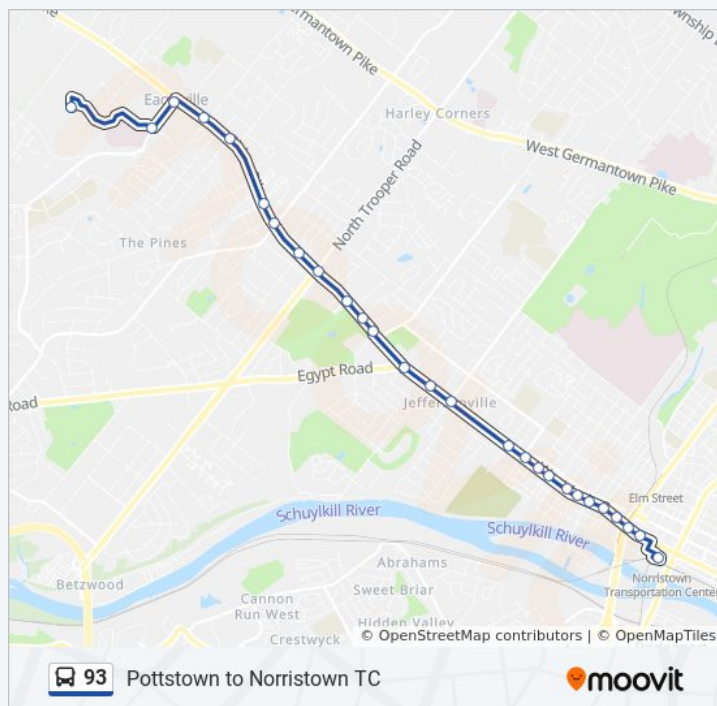 Germantown Pike
Township
Eagleville
Harley Corners
West Germantown Pike
North Trooper Road
The Pines
Egypt Road
Road
Jeffersonville
Elm Street
Schuylkill River
Schuylkill River
Betzwood
Abrahams
Norristown
Transportation Center
Cannon
Run West
Sweet Briar
Hidden Valley
Crestwyck
© OpenStreetMap contributors | © OpenMapTiles
93 Pottstown to Norristown TC
moovit